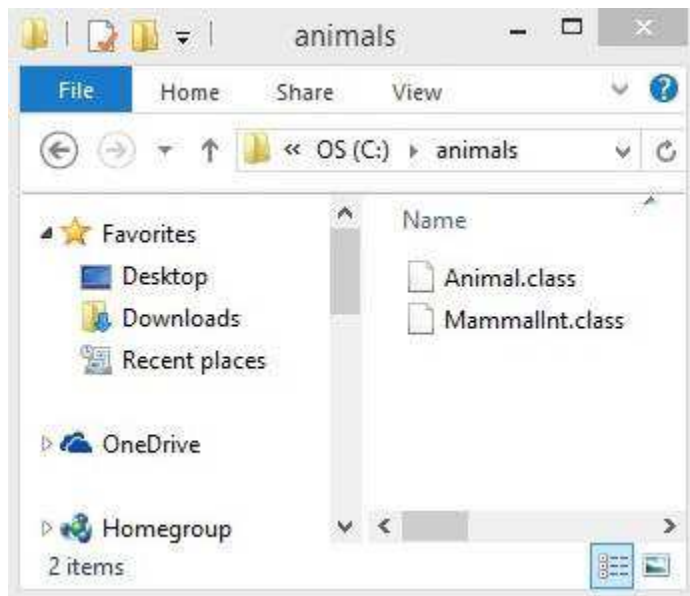 animals
File Home Share View
« OS (C:) animals
Favorites
Desktop
Downloads
Recent places
OneDrive
Homegroup
Name
Animal.class
MammalInt.class
2 items